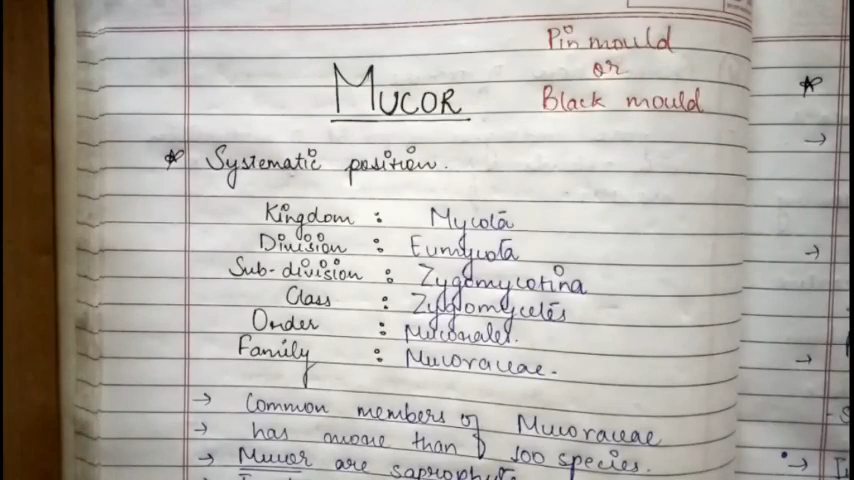 Pin mould
or
Black mould
MUCOR
* Systematic position.
Kingdom : Mycota
Division : Eumycota
Sub-division : Zygomycotina
Class : Zygomycetes
Order : Mucorales.
Family : Mucoraceae.
→ Common members of Mucoraceae
→ has more than 100 species.
→ Mucor are saprophyte